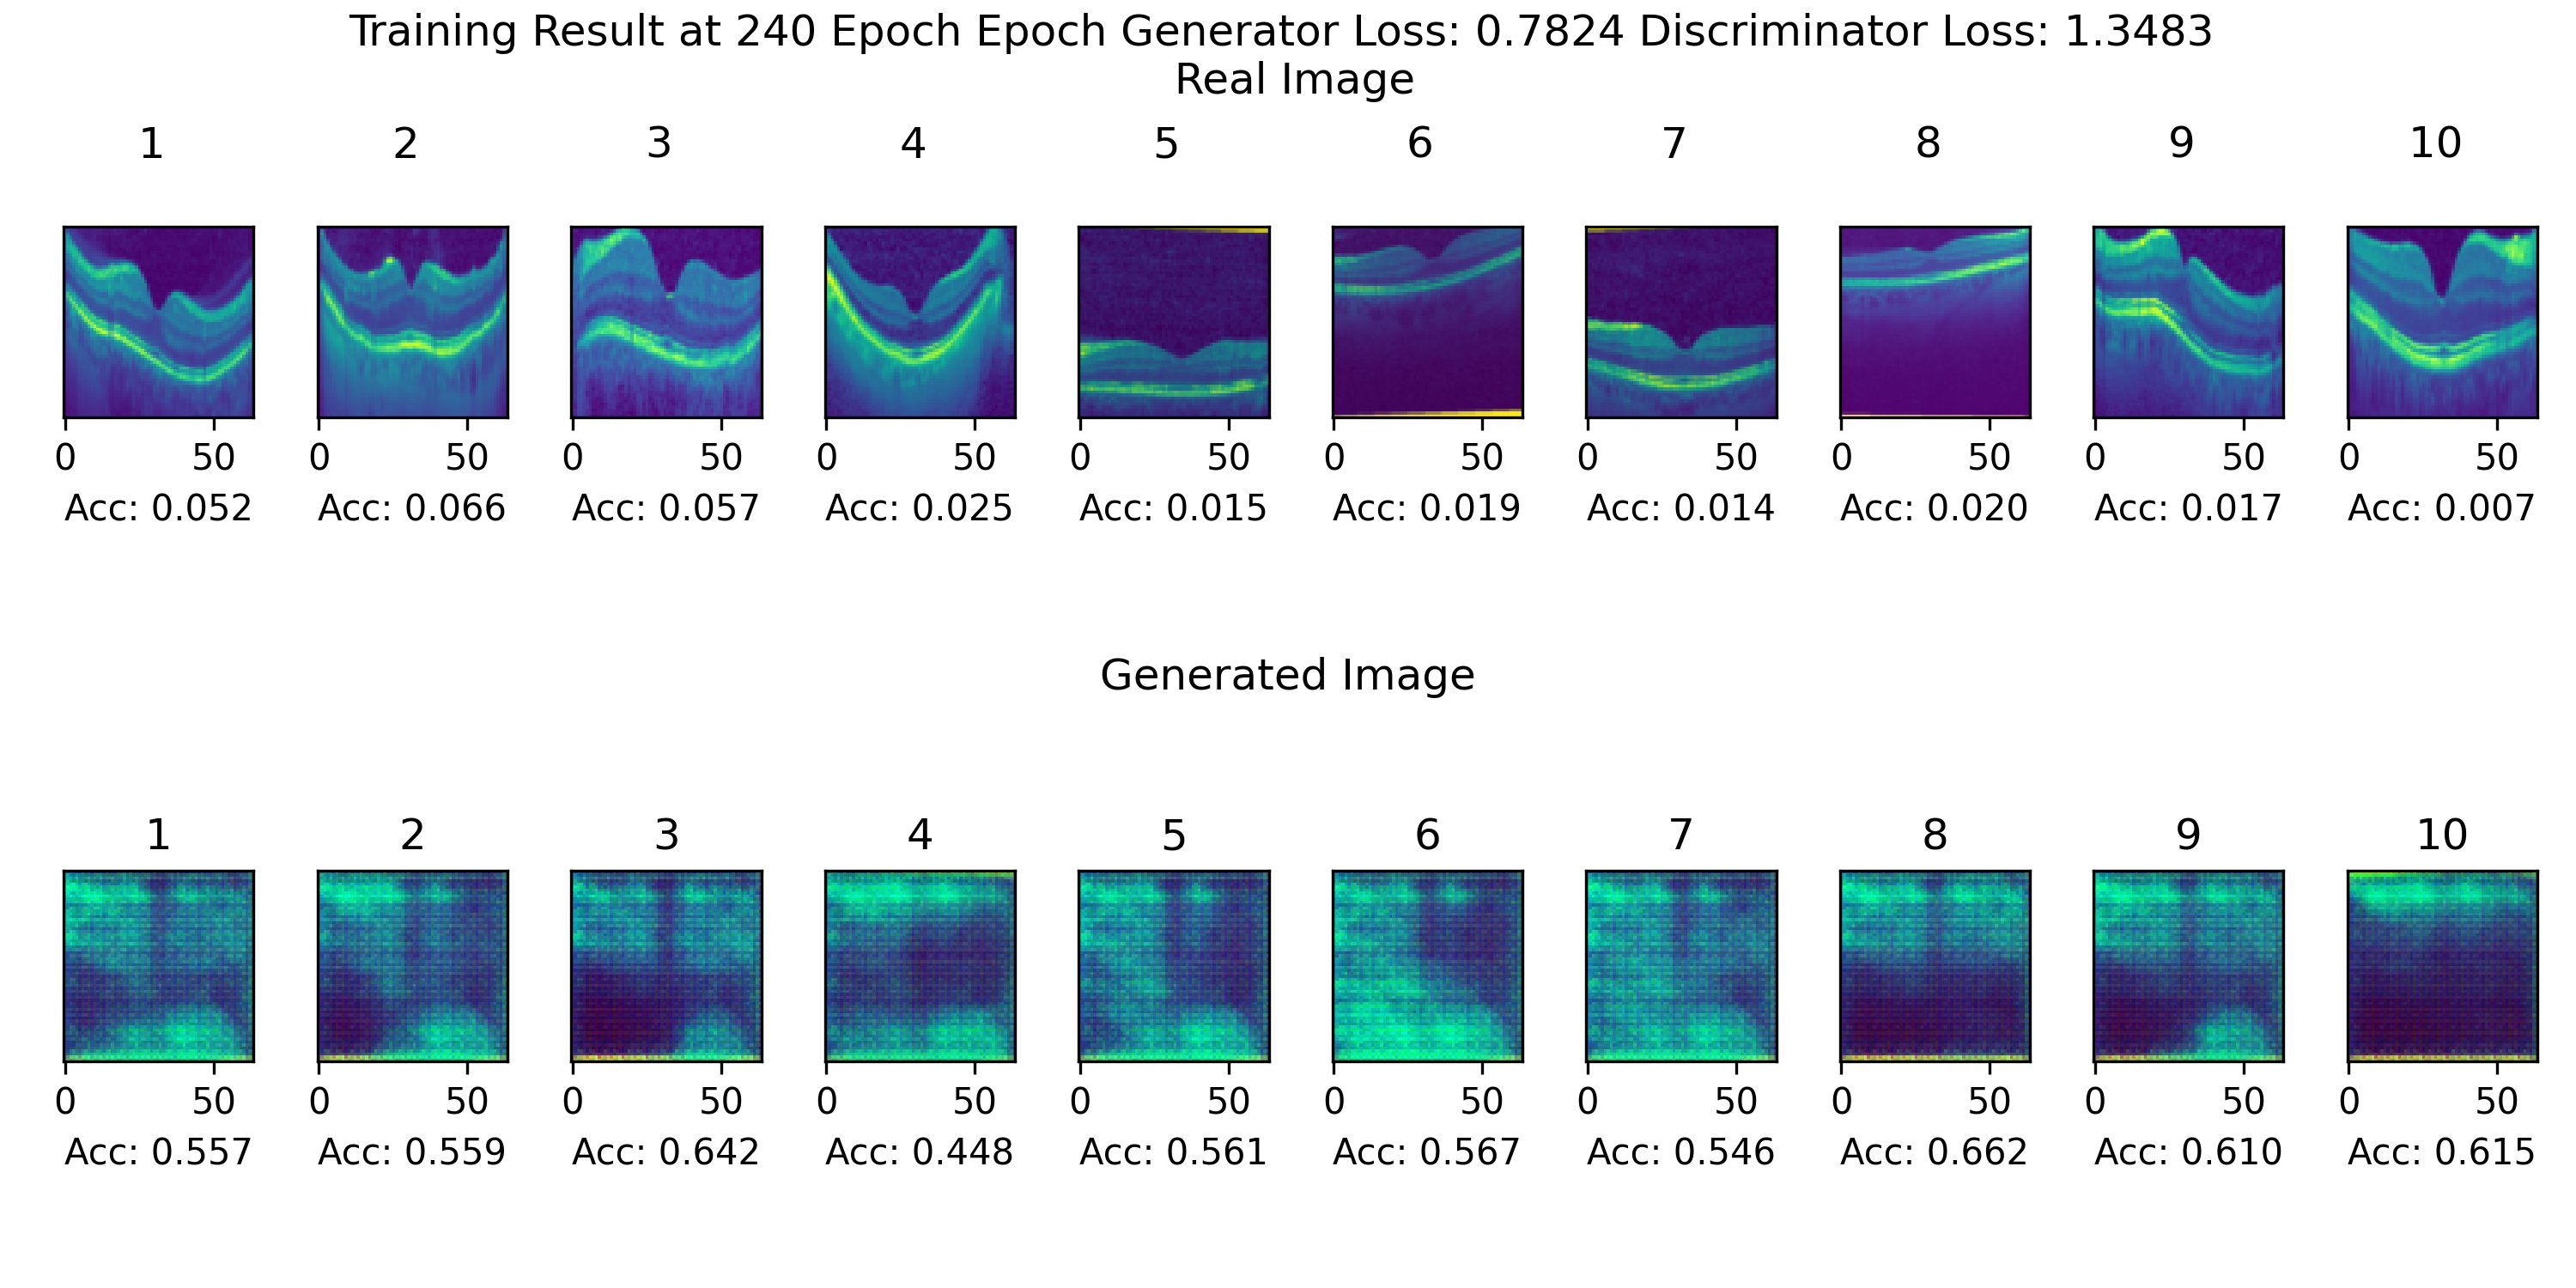 Training Result at 240 Epoch Epoch Generator Loss: 0.7824 Discriminator Loss: 1.3483
Real Image
1 2 3 4 5 6 7 8 9 10
0 50 0 50 0 50 0 50 0 50 0 50 0 50 0 50 0 50 0 50
Acc: 0.052 Acc: 0.066 Acc: 0.057 Acc: 0.025 Acc: 0.015 Acc: 0.019 Acc: 0.014 Acc: 0.020 Acc: 0.017 Acc: 0.007
Generated Image
1 2 3 4 5 6 7 8 9 10
0 50 0 50 0 50 0 50 0 50 0 50 0 50 0 50 0 50 0 50
Acc: 0.557 Acc: 0.559 Acc: 0.642 Acc: 0.448 Acc: 0.561 Acc: 0.567 Acc: 0.546 Acc: 0.662 Acc: 0.610 Acc: 0.615